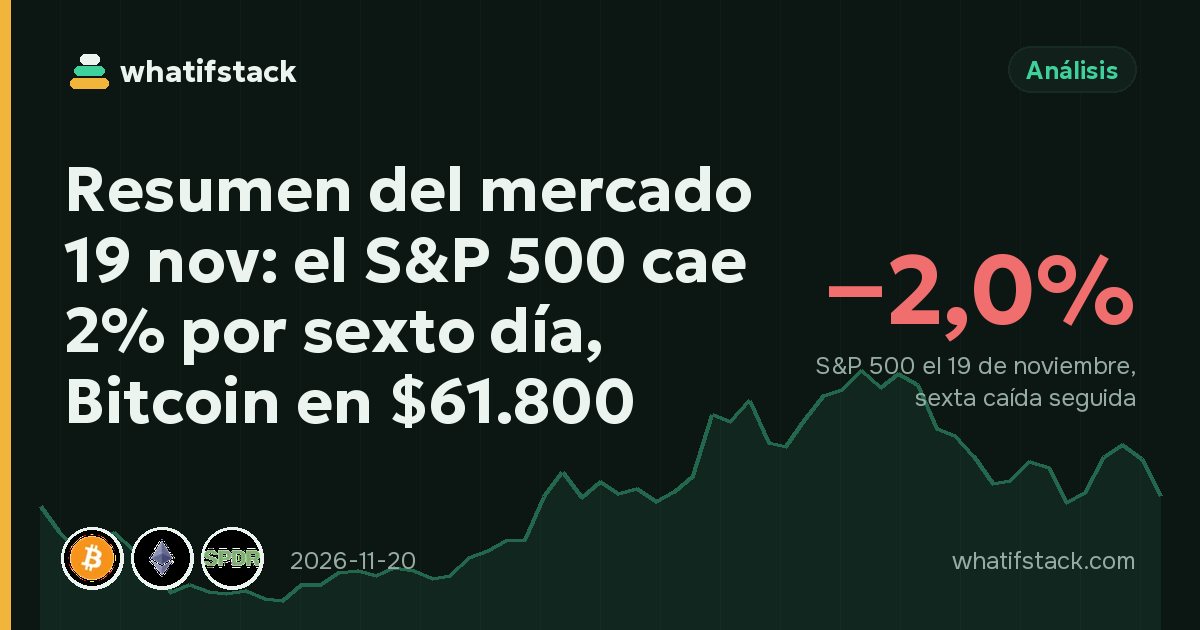 whatifstack
Análisis
Resumen del mercado
19 nov: el S&P 500 cae
2% por sexto día,
Bitcoin en $61.800
−2,0%
S&P 500 el 19 de noviembre,
sexta caída seguida
SPDR
2026-11-20
whatifstack.com